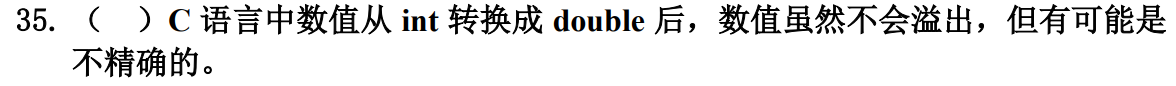 35. （  ）C 语言中数值从 int 转换成 double 后，数值虽然不会溢出，但有可能是
不精确的。